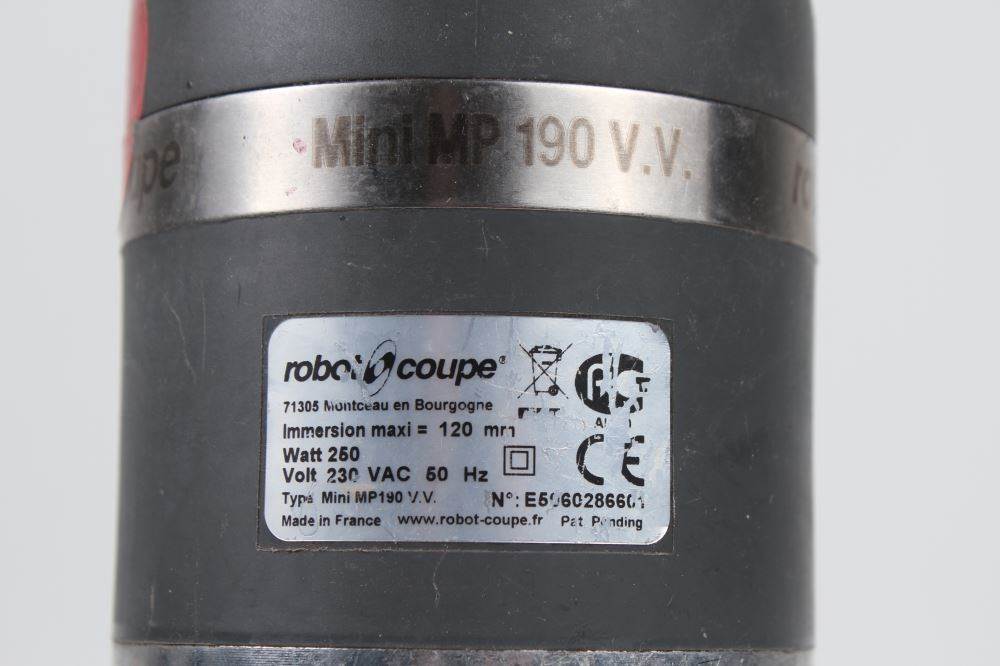 Mini MP 190 V.V.
robot coupe®
71305 Montceau en Bourgogne
Immersion maxi = 120 mm
Watt 250
Volt 230 VAC 50 Hz
Type Mini MP190 V.V. N°: E5960286601
Made in France www.robot-coupe.fr Pat. Pending
CE